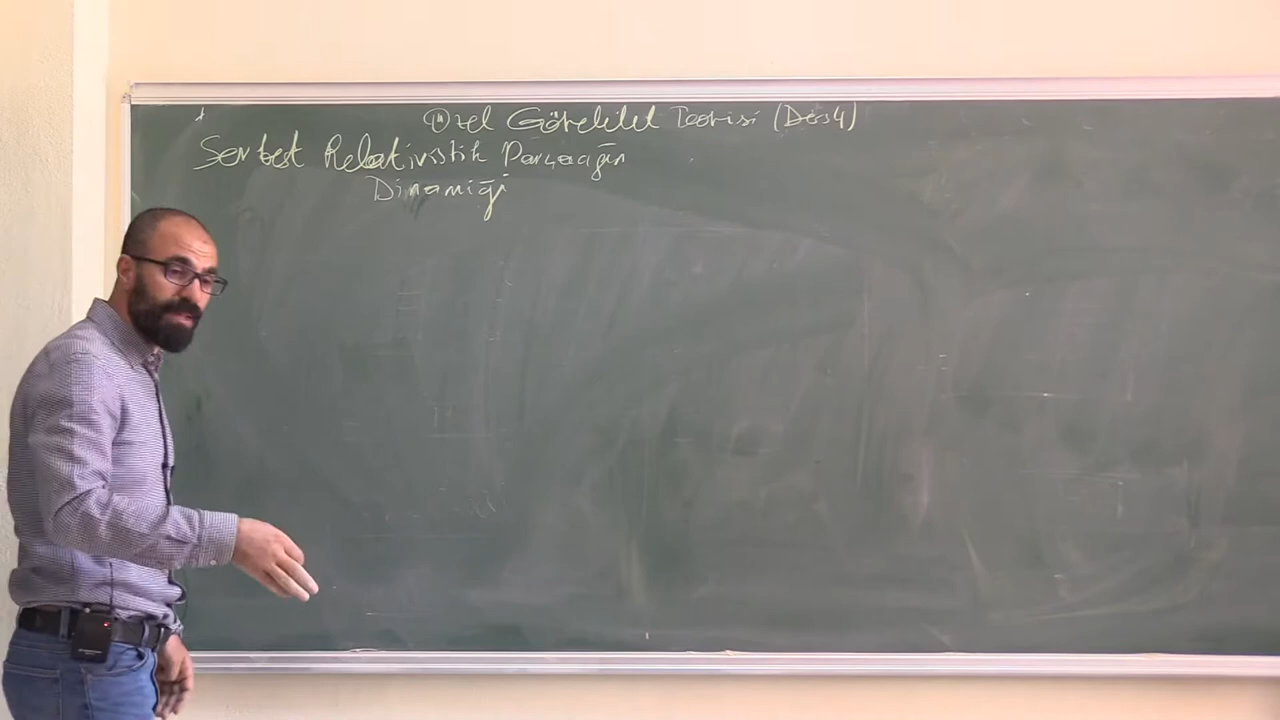 Özel Görelilik Teorisi (Ders 4)
Serbest Relativistik Parçacığın
Dinamiği